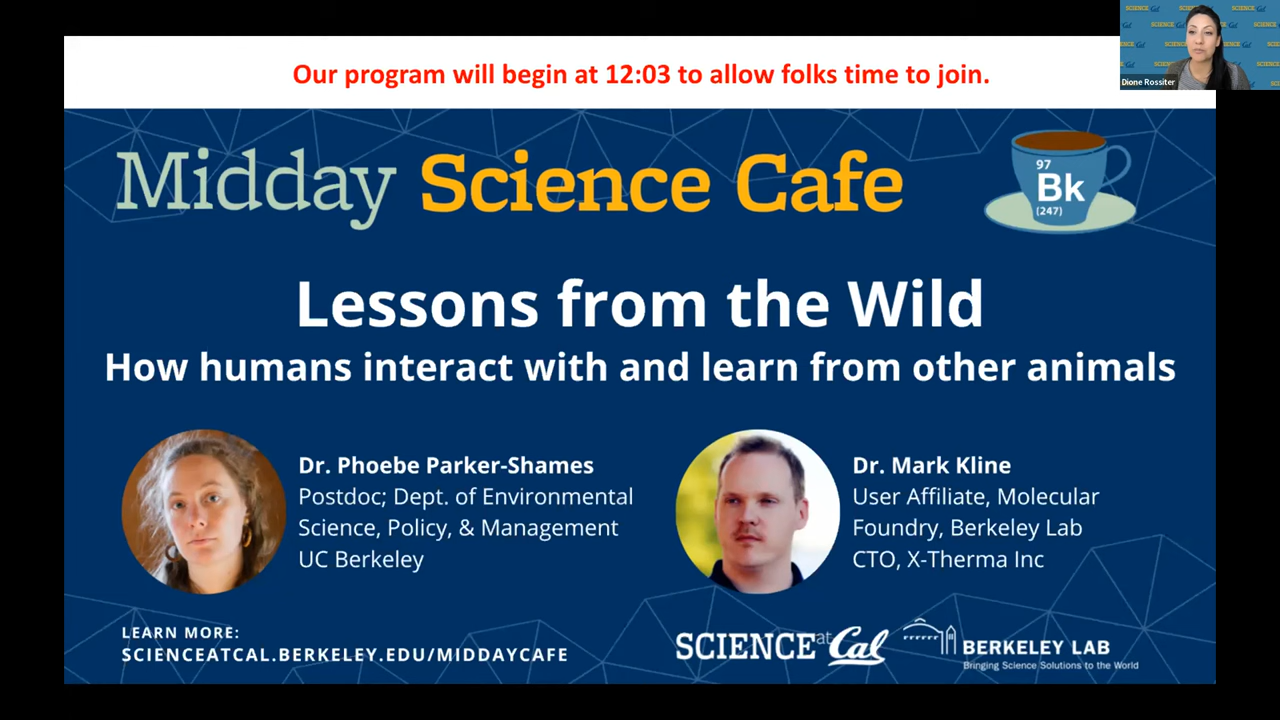 Our program will begin at 12:03 to allow folks time to join.
Dione Rossiter
Midday Science Cafe
97
Bk
(247)
Lessons from the Wild
How humans interact with and learn from other animals
Dr. Phoebe Parker-Shames
Postdoc; Dept. of Environmental
Science, Policy, & Management
UC Berkeley
Dr. Mark Kline
User Affiliate, Molecular
Foundry, Berkeley Lab
CTO, X-Therma Inc
LEARN MORE:
SCIENCEATCAL.BERKELEY.EDU/MIDDAYCAFE
SCIENCE at Cal
BERKELEY LAB
Bringing Science Solutions to the World